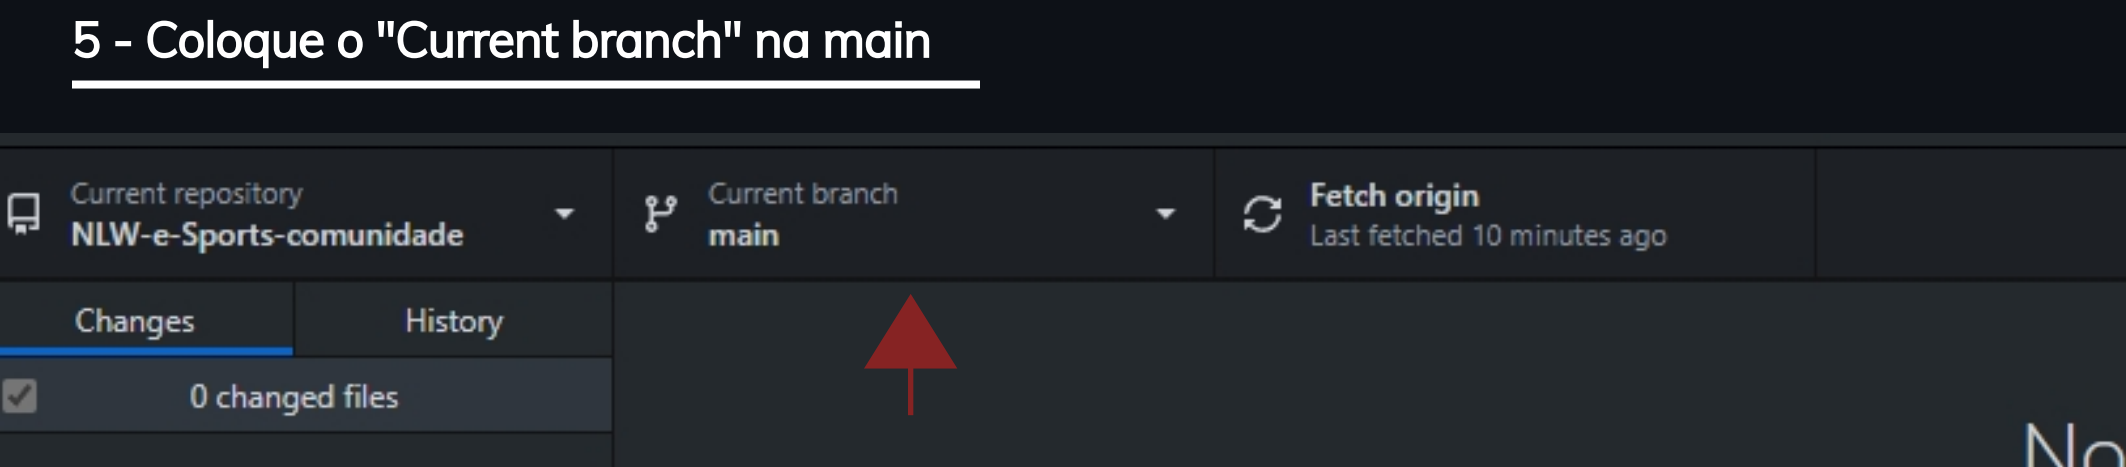 5 - Coloque o "Current branch" na main
Current repository
NLW-e-Sports-comunidade
Current branch
main
Fetch origin
Last fetched 10 minutes ago
Changes
History
0 changed files